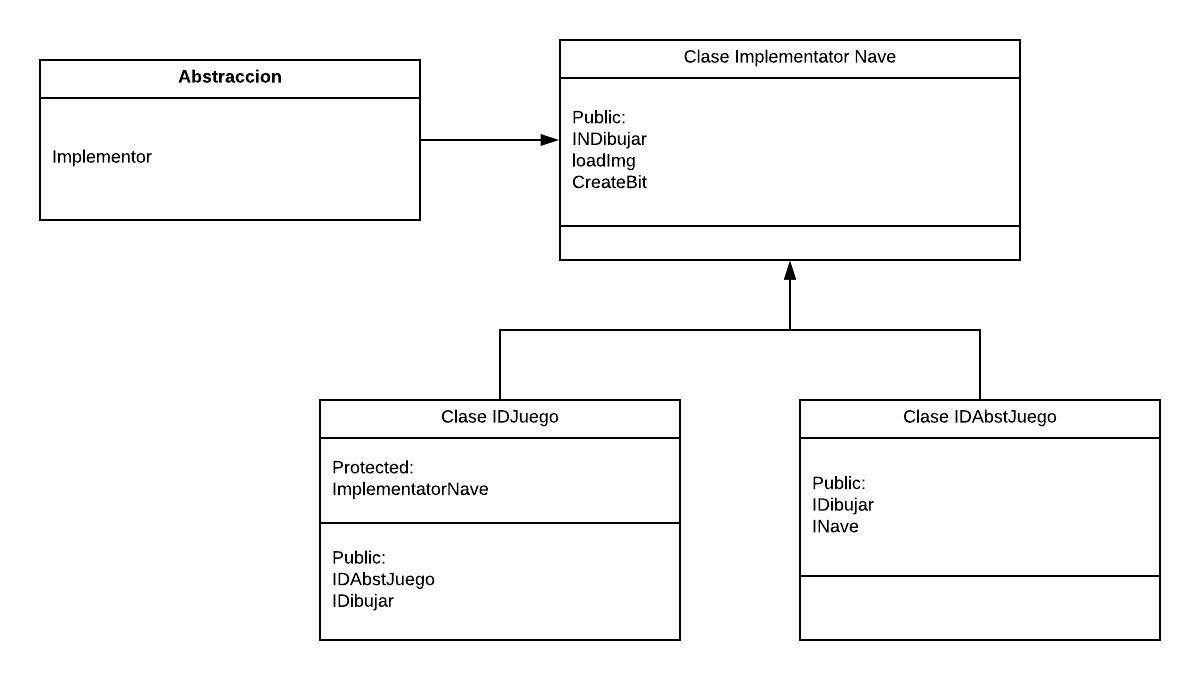 Abstraccion
Implementor
Clase Implementator Nave
Public:
INDibujar
loadImg
CreateBit
Clase IDJuego
Protected:
ImplementatorNave
Public:
IDAbstJuego
IDibujar
Clase IDAbstJuego
Public:
IDibujar
INave